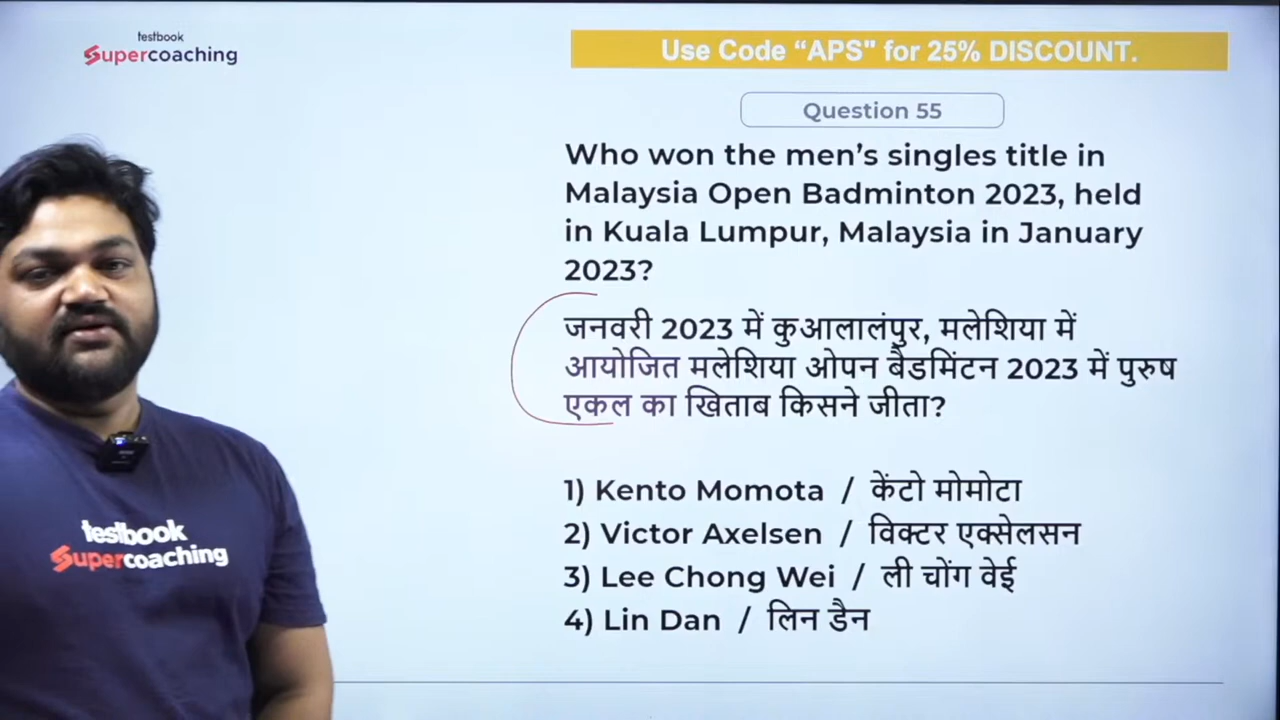 testbook
Supercoaching
Use Code “APS" for 25% DISCOUNT.
Question 55
Who won the men’s singles title in
Malaysia Open Badminton 2023, held
in Kuala Lumpur, Malaysia in January
2023?
जनवरी 2023 में कुआलालंपुर, मलेशिया में
आयोजित मलेशिया ओपन बैडमिंटन 2023 में पुरुष
एकल का खिताब किसने जीता?
1) Kento Momota / केंटो मोमोटा
2) Victor Axelsen / विक्टर एक्सेलसन
3) Lee Chong Wei / ली चोंग वेई
4) Lin Dan / लिन डैन
testbook
Supercoaching